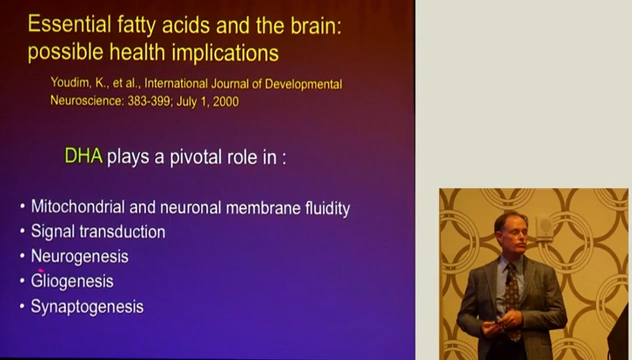 Essential fatty acids and the brain:
possible health implications
Youdim, K., et al., International Journal of Developmental
Neuroscience: 383-399; July 1, 2000
DHA plays a pivotal role in :
• Mitochondrial and neuronal membrane fluidity
• Signal transduction
• Neurogenesis
• Gliogenesis
• Synaptogenesis